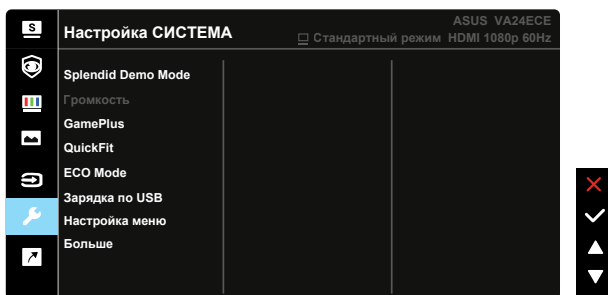 S
Настройка СИСТЕМА
ASUS VA24ECE
Стандартный режим HDMI 1080p 60Hz
Splendid Demo Mode
Громкость
GamePlus
QuickFit
ECO Mode
Зарядка по USB
Настройка меню
Больше